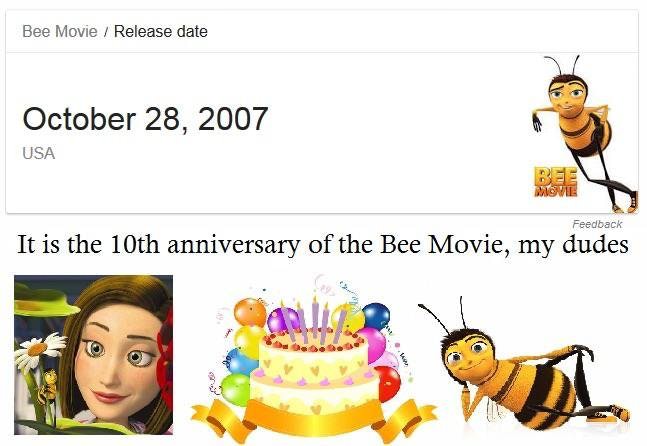 Bee Movie / Release date
October 28, 2007
USA
BEE
MOVIE
Feedback
It is the 10th anniversary of the Bee Movie, my dudes